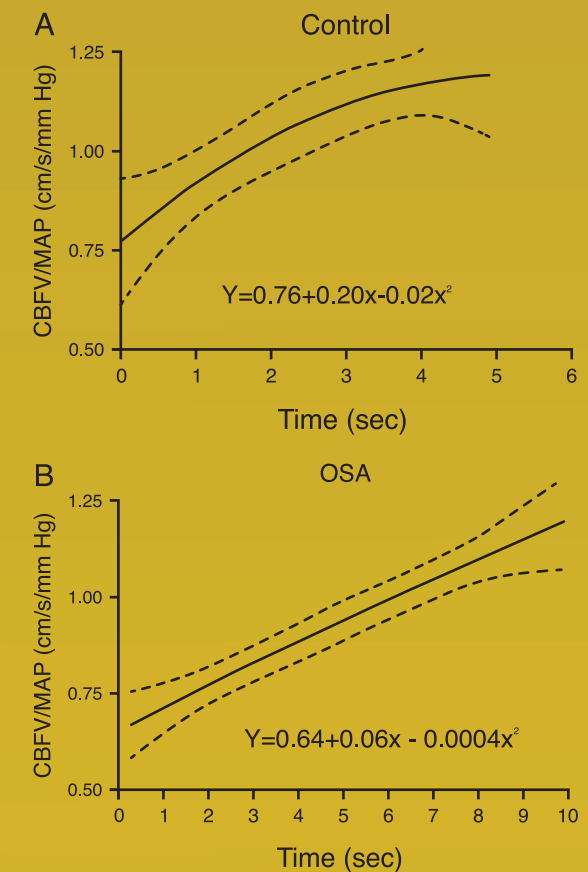 A
Control
CBFV/MAP (cm/s/mm Hg)
1.25
1.00
0.75
0.50
Y=0.76+0.20x-0.02x²
0 1 2 3 4 5 6
Time (sec)
B
OSA
CBFV/MAP (cm/s/mm Hg)
1.25
1.00
0.75
0.50
Y=0.64+0.06x - 0.0004x²
0 1 2 3 4 5 6 7 8 9 10
Time (sec)